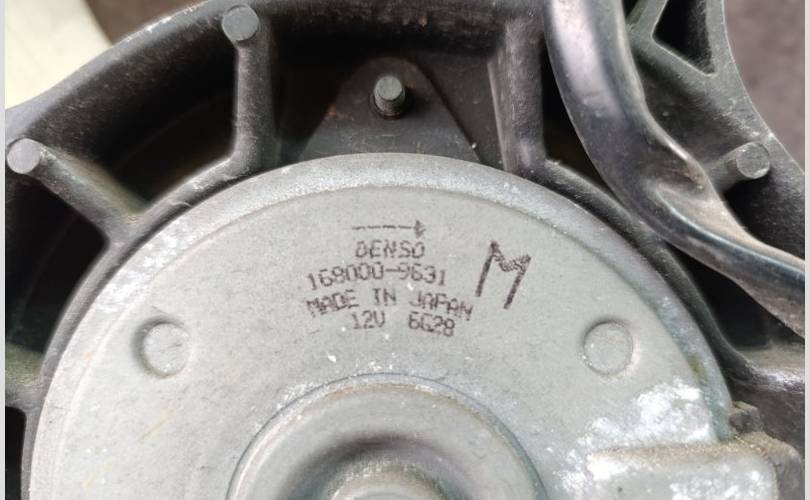 DENSO
168000-9631
M
MADE IN JAPAN
12V 6G28